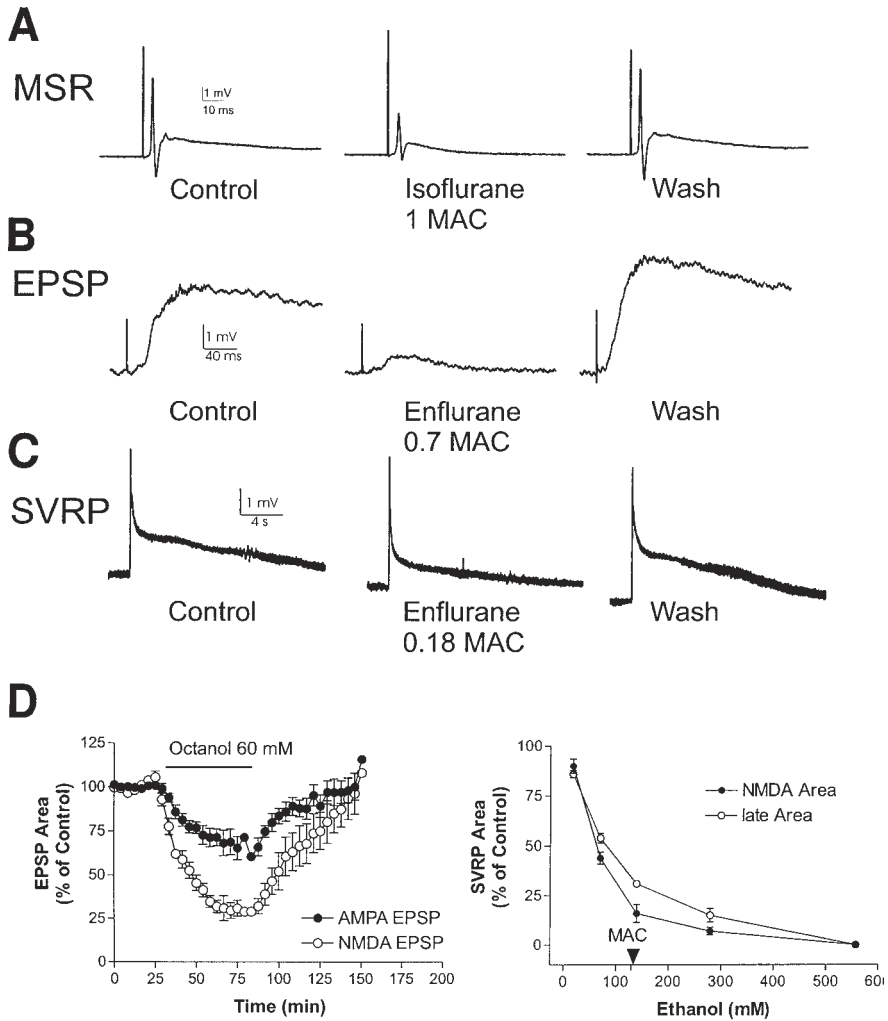 A
MSR
1 mV
10 ms
Control
Isoflurane
1 MAC
Wash
B
EPSP
1 mV
40 ms
Control
Enflurane
0.7 MAC
Wash
C
SVRP
1 mV
4 s
Control
Enflurane
0.18 MAC
Wash
D
125
100
75
50
25
0
EPSP Area
(% of Control)
Octanol 60 mM
AMPA EPSP
NMDA EPSP
0 25 50 75 100 125 150 175 200
Time (min)
100
75
50
25
0
SVRP Area
(% of Control)
NMDA Area
late Area
MAC
0 100 200 300 400 500 600
Ethanol (mM)